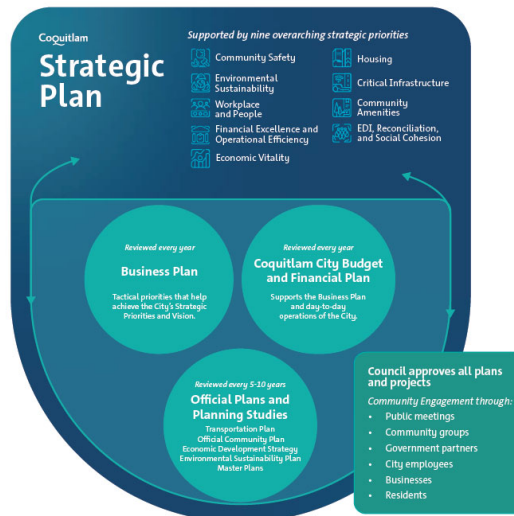 Coquitlam
Strategic
Plan
Supported by nine overarching strategic priorities
Community Safety
Environmental
Sustainability
Workplace
and People
Financial Excellence and
Operational Efficiency
Economic Vitality
Housing
Critical Infrastructure
Community
Amenities
EDI, Reconciliation,
and Social Cohesion
Reviewed every year
Business Plan
Tactical priorities that help
achieve the City's Strategic
Priorities and Vision.
Reviewed every year
Coquitlam City Budget
and Financial Plan
Supports the Business Plan
and day-to-day
operations of the City.
Reviewed every 5-10 years
Official Plans and
Planning Studies
Transportation Plan
Official Community Plan
Economic Development Strategy
Environmental Sustainability Plan
Master Plans
Council approves all plans
and projects
Community Engagement through:
• Public meetings
• Community groups
• Government partners
• City employees
• Businesses
• Residents